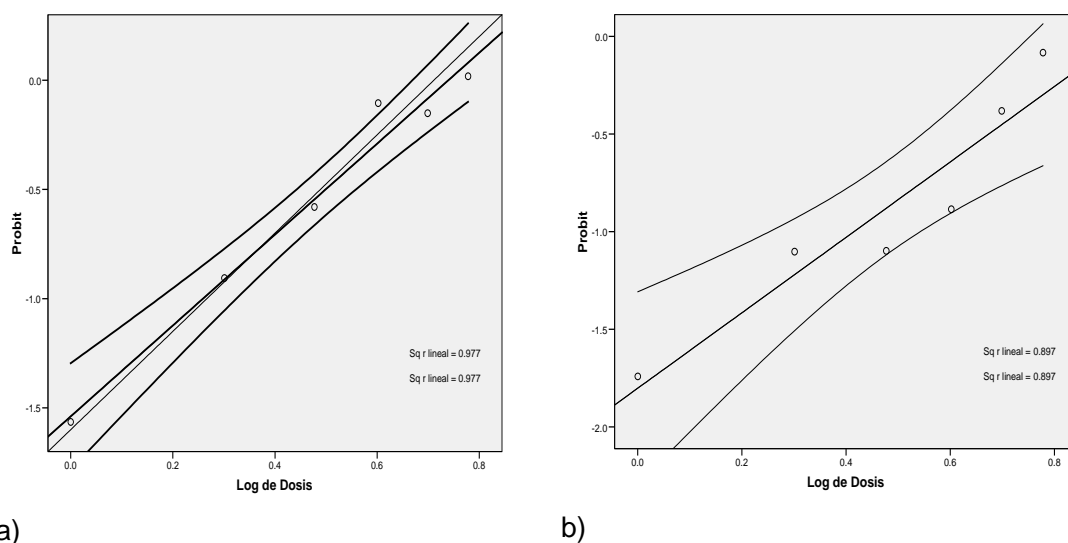 Probit
0.0
-0.5
-1.0
-1.5
Sq r lineal = 0.977
Sq r lineal = 0.977
0.0 0.2 0.4 0.6 0.8
Log de Dosis
a)
Probit
0.0
-0.5
-1.0
-1.5
-2.0
Sq r lineal = 0.897
Sq r lineal = 0.897
0.0 0.2 0.4 0.6 0.8
Log de Dosis
b)